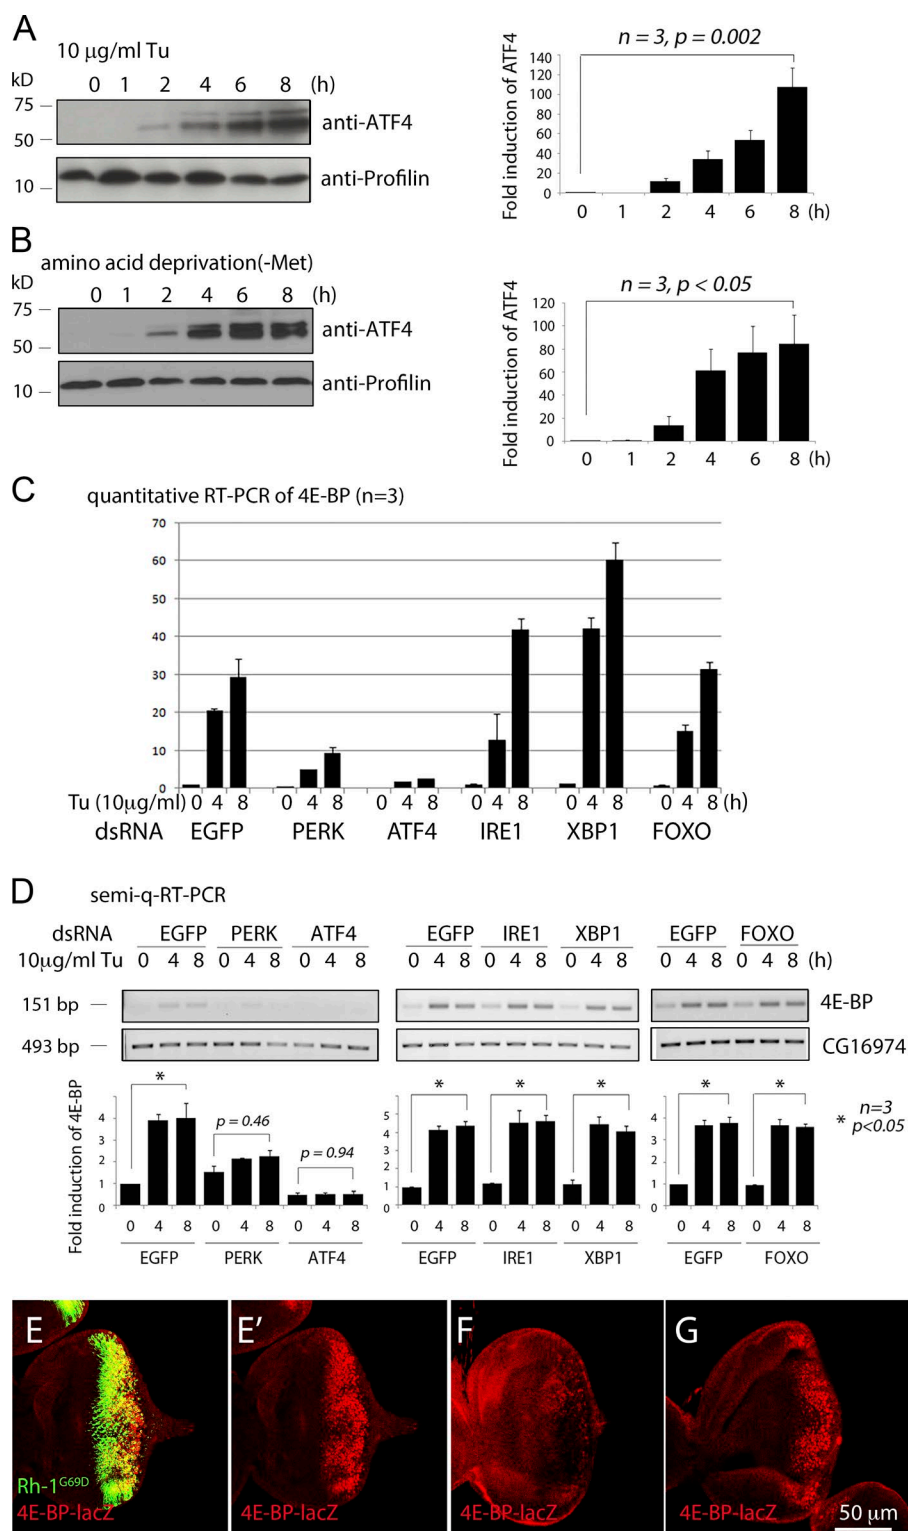 A
10 μg/ml Tu
kD 0 1 2 4 6 8 (h)
75
50
anti-ATF4
10
anti-Profilin
n = 3, p = 0.002
Fold induction of ATF4
140
120
100
80
60
40
20
0
0 1 2 4 6 8 (h)
B
amino acid deprivation(-Met)
kD 0 1 2 4 6 8 (h)
75
50
anti-ATF4
10
anti-Profilin
n = 3, p < 0.05
Fold induction of ATF4
120
100
80
60
40
20
0
0 1 2 4 6 8 (h)
C
quantitative RT-PCR of 4E-BP (n=3)
70
60
50
40
30
20
10
0
Tu (10μg/ml) 0 4 8 0 4 8 0 4 8 0 4 8 0 4 8 0 4 8 (h)
dsRNA EGFP PERK ATF4 IRE1 XBP1 FOXO
D
semi-q-RT-PCR
dsRNA EGFP PERK ATF4 EGFP IRE1 XBP1 EGFP FOXO
10μg/ml Tu 0 4 8 0 4 8 0 4 8 0 4 8 0 4 8 0 4 8 0 4 8 0 4 8 (h)
151 bp 4E-BP
493 bp CG16974
Fold induction of 4E-BP
5
4
3
2
1
0
*
p = 0.46
p = 0.94
0 4 8 0 4 8 0 4 8
EGFP PERK ATF4
5
4
3
2
1
0
* * *
0 4 8 0 4 8 0 4 8
EGFP IRE1 XBP1
5
4
3
2
1
0
* *
0 4 8 0 4 8
EGFP FOXO
* n=3
p<0.05
E
Rh-1G69D
4E-BP-lacZ
E′
4E-BP-lacZ
F
4E-BP-lacZ
G
4E-BP-lacZ
50 μm